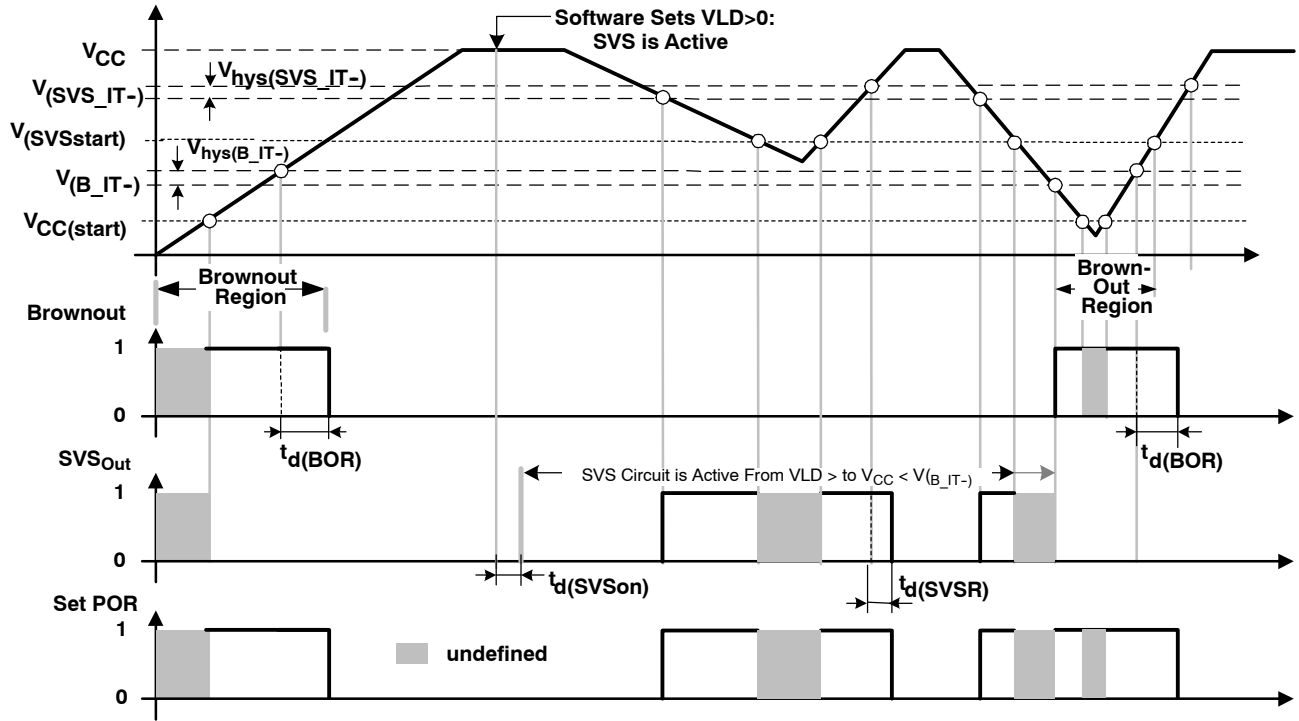 Software Sets VLD>0:
SVS is Active
VCC
Vhys(SVS_IT-)
V(SVS_IT-)
V(SVSstart)
Vhys(B_IT-)
V(B_IT-)
VCC(start)
Brownout
Region
Brown-
Out
Region
Brownout
1
0
td(BOR)
td(BOR)
SVSOut
SVS Circuit is Active From VLD > to VCC < V(B_IT-)
1
0
td(SVSon)
td(SVSR)
Set POR
1
undefined
0